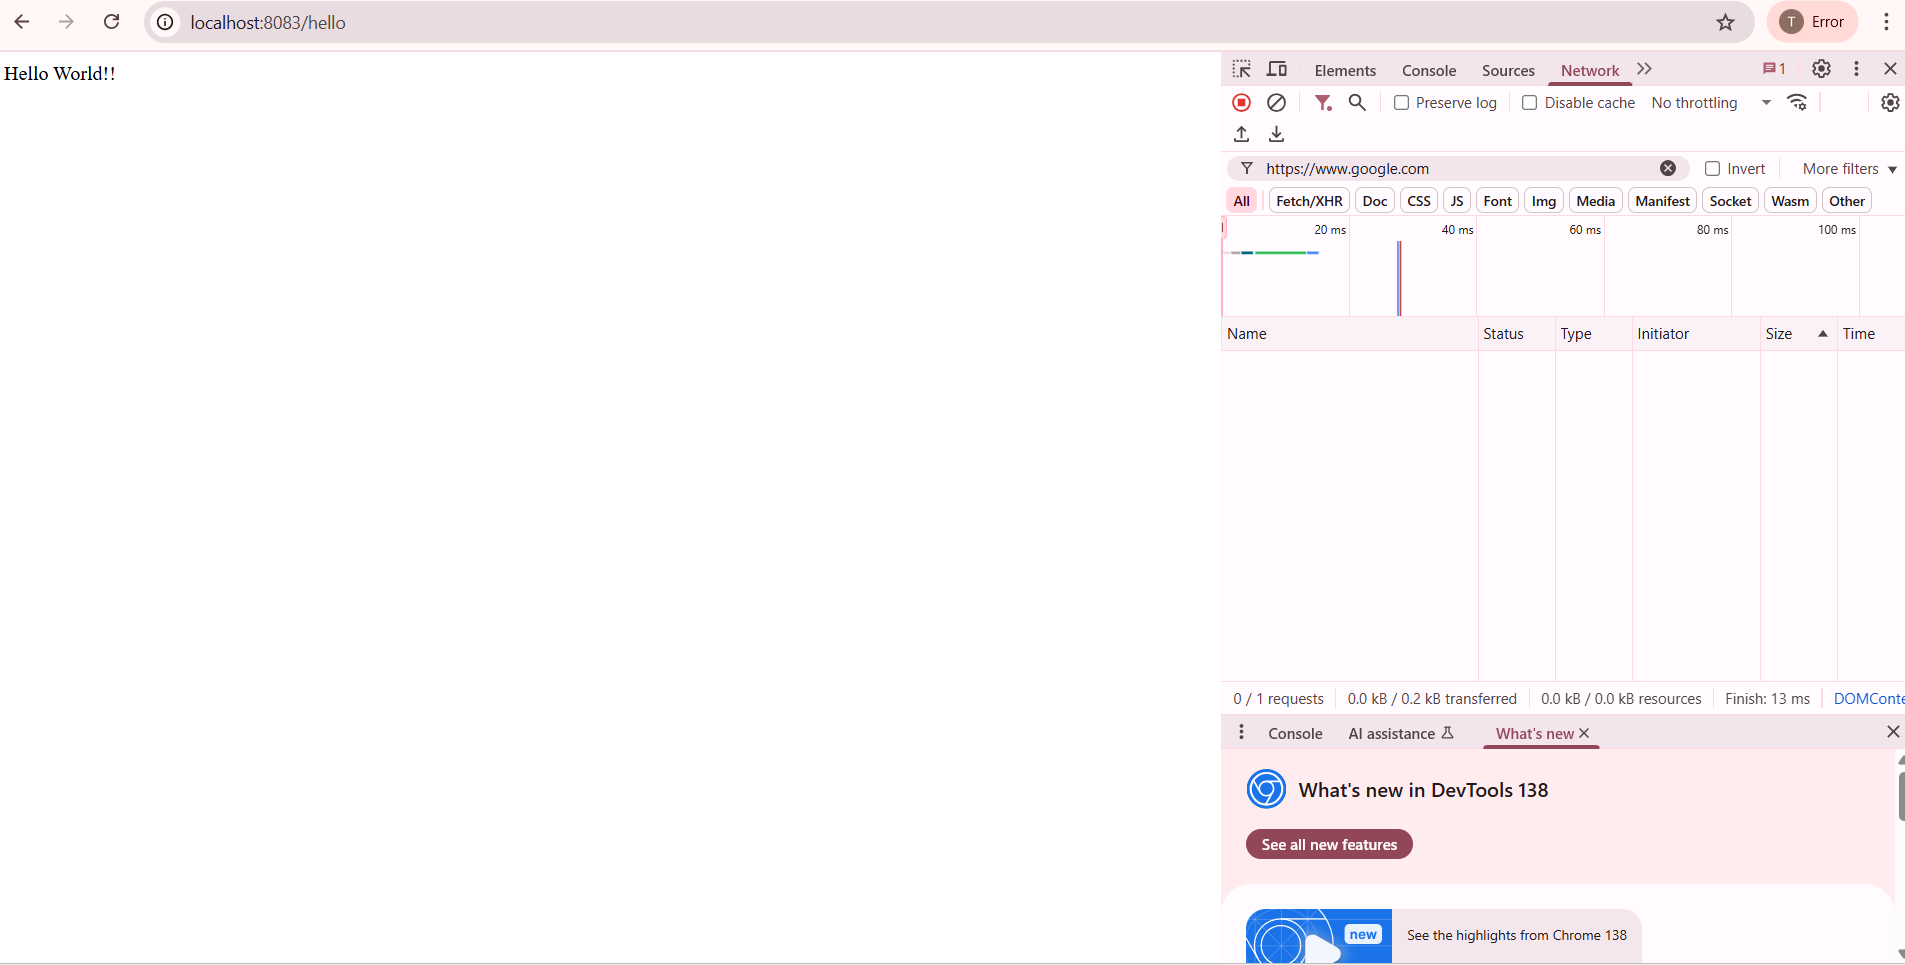 localhost:8083/hello
T Error
Hello World!!
Elements Console Sources Network 1
Preserve log Disable cache No throttling
https://www.google.com Invert More filters
All Fetch/XHR Doc CSS JS Font Img Media Manifest Socket Wasm Other
20 ms 40 ms 60 ms 80 ms 100 ms
Name Status Type Initiator Size Time
0 / 1 requests 0.0 kB / 0.2 kB transferred 0.0 kB / 0.0 kB resources Finish: 13 ms DOMConte
Console AI assistance What's new
What's new in DevTools 138
See all new features
new
See the highlights from Chrome 138